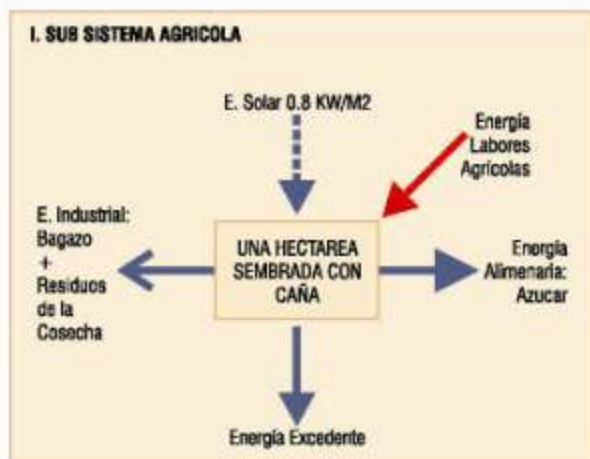 I. SUB SISTEMA AGRICOLA
E. Solar 0.8 KW/M2
Energía
Labores
Agrícolas
E. Industrial:
Bagazo
+
Residuos
de la
Cosecha
UNA HECTAREA
SEMBRADA CON
CAÑA
Energía
Alimenaria:
Azucar
Energía Excedente